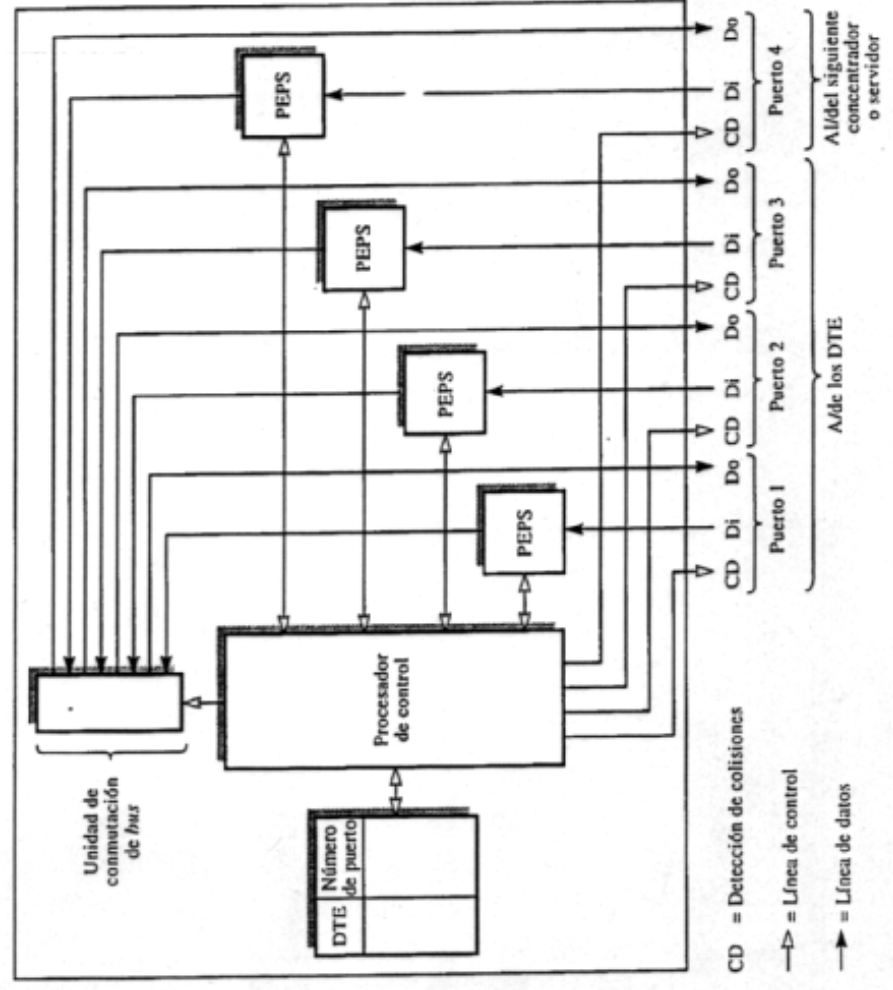 Unidad de
conmutación
de bus
DTE
Número
de puerto
Procesador
de control
PEPS
PEPS
PEPS
PEPS
CD Di Do
CD Di Do
CD Di Do
CD Di Do
Puerto 1
Puerto 2
Puerto 3
Puerto 4
A/de los DTE
Al/del siguiente
concentrador
o servidor
CD = Detección de colisiones
= Línea de control
= Línea de datos